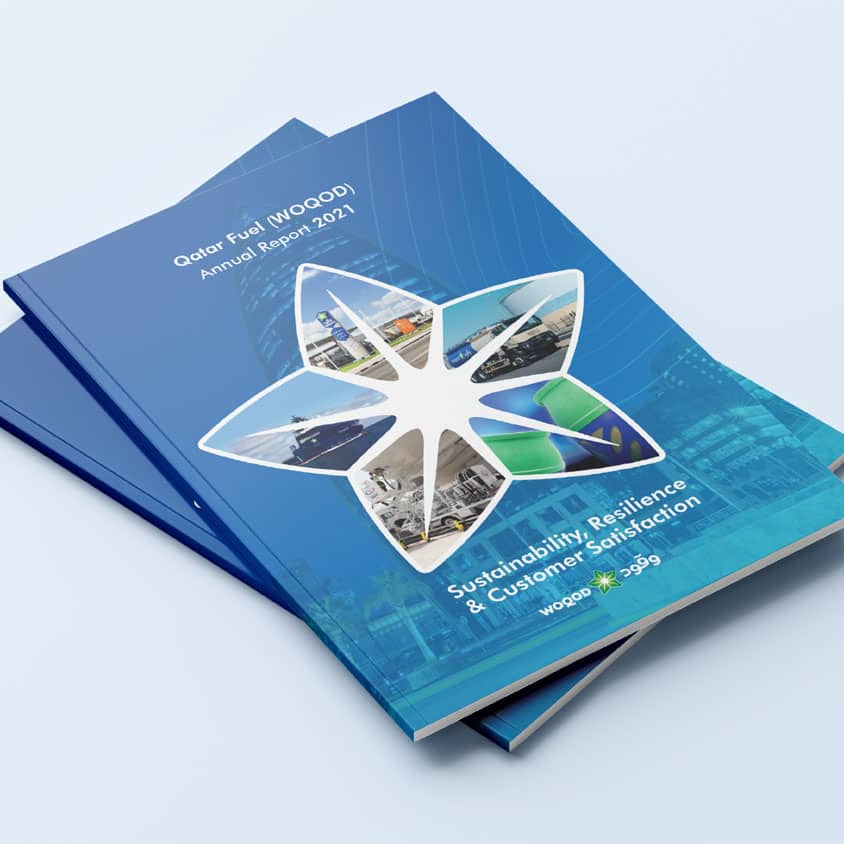 Qatar Fuel (WOQOD)
Annual Report 2021
Sustainability, Resilience
& Customer Satisfaction
WOQOD وقود